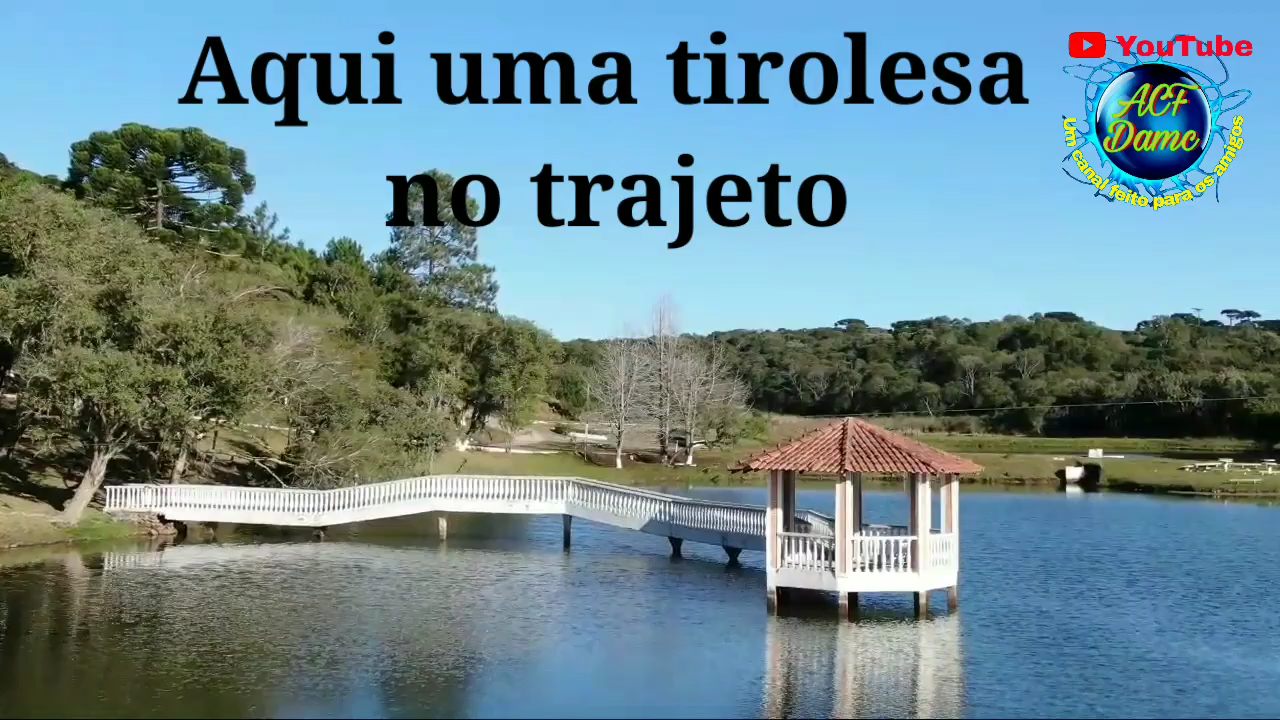 Aqui uma tirolesa
no trajeto
YouTube
ACF
Damc
Um canal feito para os amigos